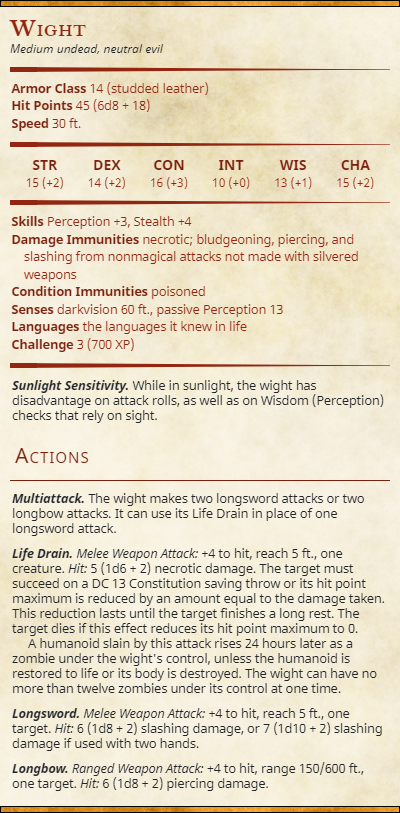 Wight
Medium undead, neutral evil
Armor Class 14 (studded leather)
Hit Points 45 (6d8 + 18)
Speed 30 ft.
STR DEX CON INT WIS CHA
15 (+2) 14 (+2) 16 (+3) 10 (+0) 13 (+1) 15 (+2)
Skills Perception +3, Stealth +4
Damage Immunities necrotic; bludgeoning, piercing, and
slashing from nonmagical attacks not made with silvered
weapons
Condition Immunities poisoned
Senses darkvision 60 ft., passive Perception 13
Languages the languages it knew in life
Challenge 3 (700 XP)
Sunlight Sensitivity. While in sunlight, the wight has
disadvantage on attack rolls, as well as on Wisdom (Perception)
checks that rely on sight.
Actions
Multiattack. The wight makes two longsword attacks or two
longbow attacks. It can use its Life Drain in place of one
longsword attack.
Life Drain. Melee Weapon Attack: +4 to hit, reach 5 ft., one
creature. Hit: 5 (1d6 + 2) necrotic damage. The target must
succeed on a DC 13 Constitution saving throw or its hit point
maximum is reduced by an amount equal to the damage taken.
This reduction lasts until the target finishes a long rest. The
target dies if this effect reduces its hit point maximum to 0.
A humanoid slain by this attack rises 24 hours later as a
zombie under the wight's control, unless the humanoid is
restored to life or its body is destroyed. The wight can have no
more than twelve zombies under its control at one time.
Longsword. Melee Weapon Attack: +4 to hit, reach 5 ft., one
target. Hit: 6 (1d8 + 2) slashing damage, or 7 (1d10 + 2) slashing
damage if used with two hands.
Longbow. Ranged Weapon Attack: +4 to hit, range 150/600 ft.,
one target. Hit: 6 (1d8 + 2) piercing damage.